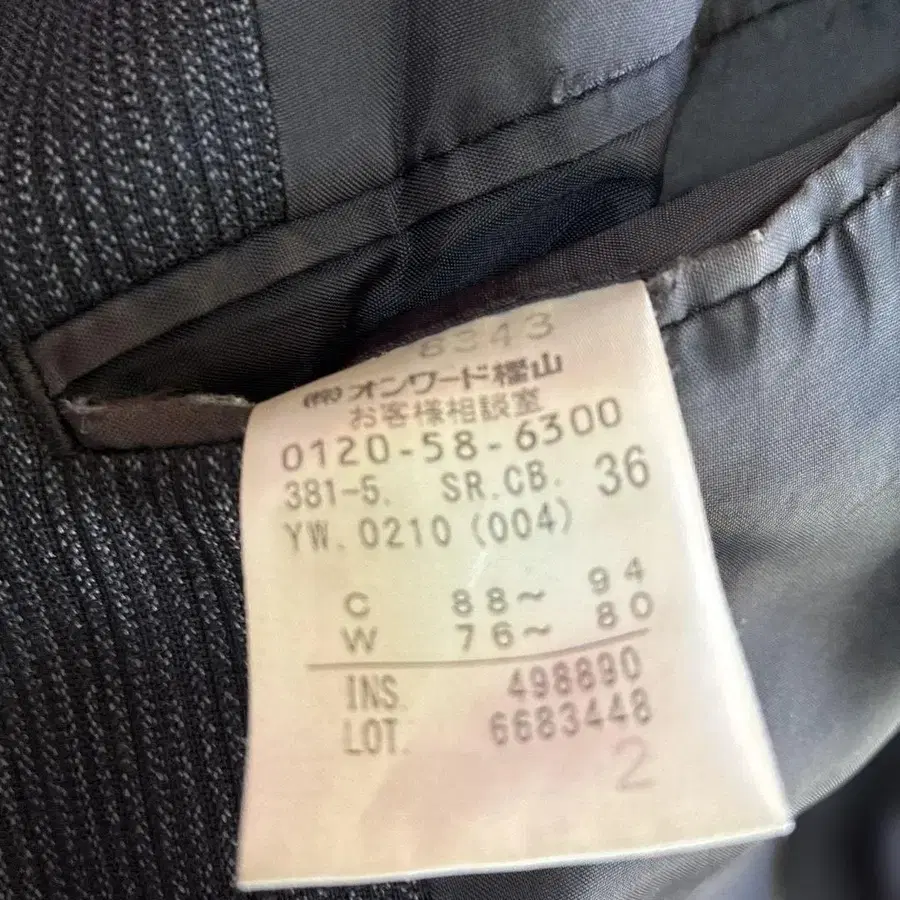 6343
㈱オンワード樫山
お客様相談室
0120-58-6300
381-5. SR.CB. 36
YW.0210(004)
C 88~ 94
W 76~ 80
INS. 498890
LOT. 6683448
2